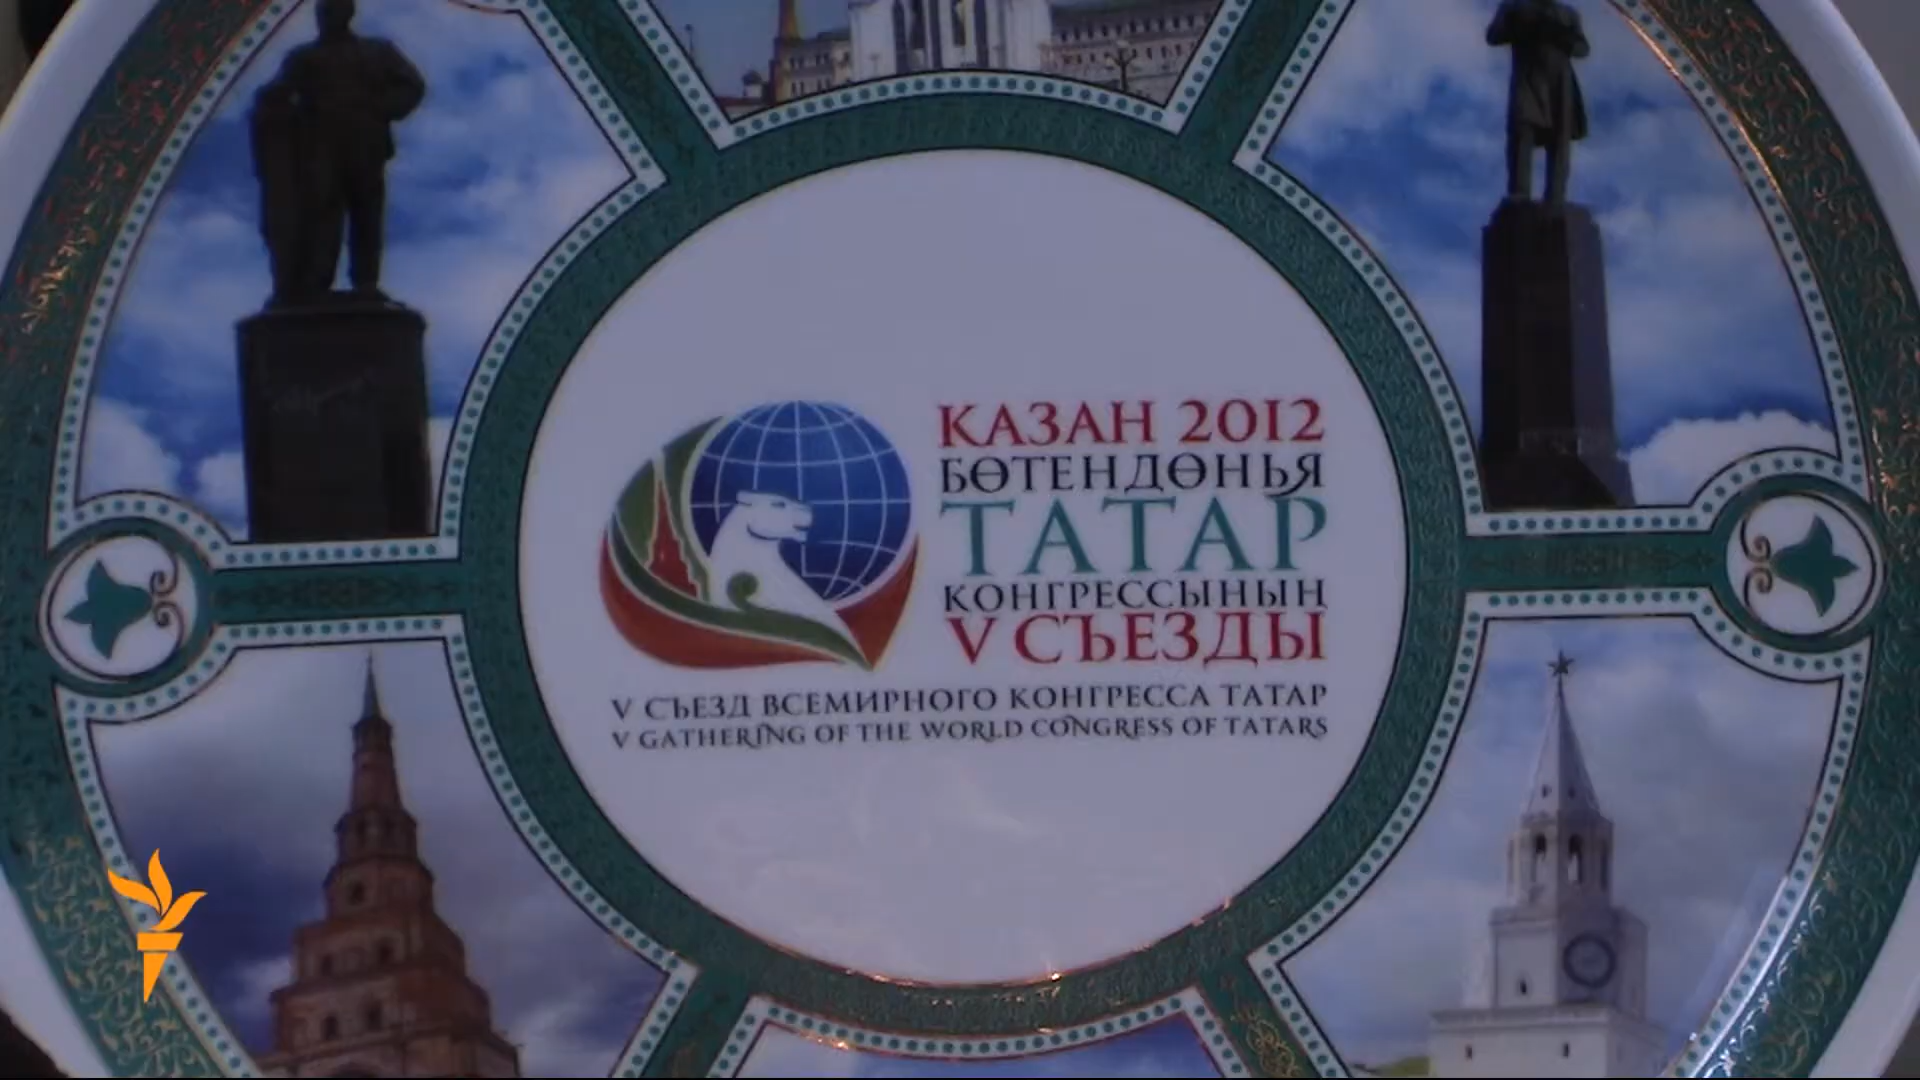 КАЗАН 2012
БӨТЕНДӨНЬЯ
ТАТАР
КОНГРЕССЫНЫҢ
V СЪЕЗДЫ
V СЪЕЗД ВСЕМИРНОГО КОНГРЕССА ТАТАР
V GATHERING OF THE WORLD CONGRESS OF TATARS